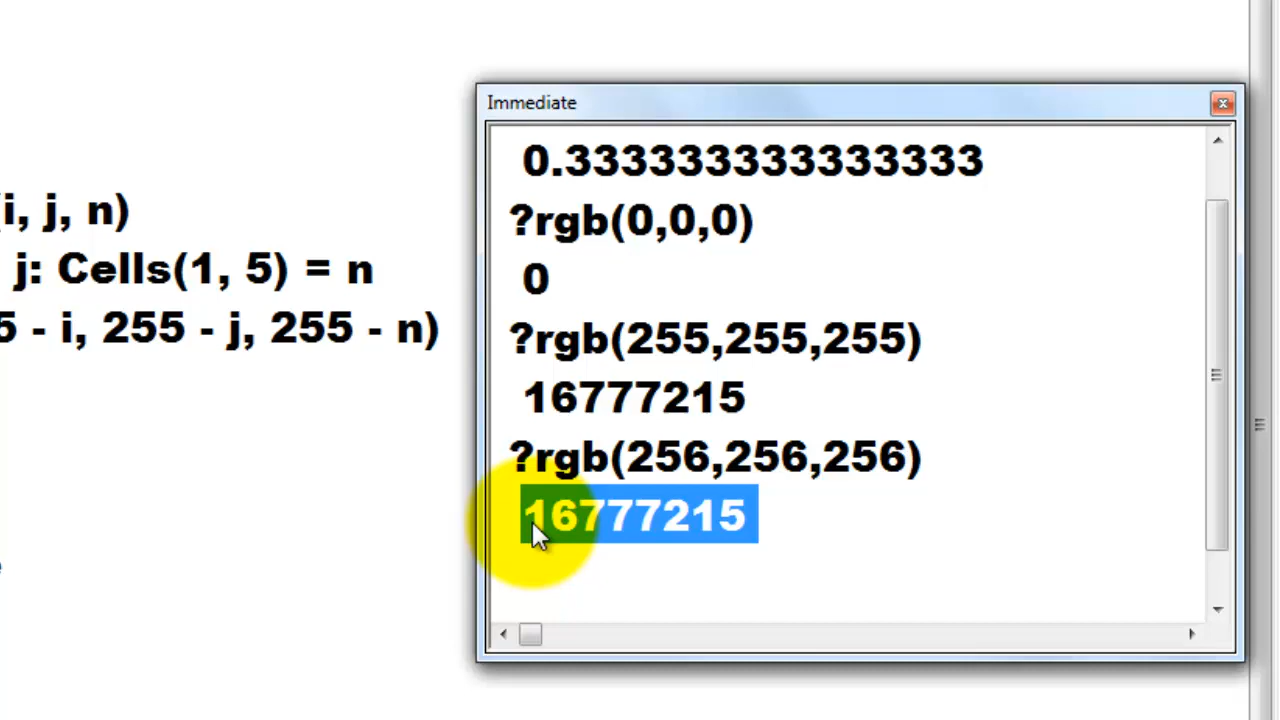 i, j, n)
j: Cells(1, 5) = n
5 - i, 255 - j, 255 - n)
Immediate
0.333333333333333
?rgb(0,0,0)
0
?rgb(255,255,255)
16777215
?rgb(256,256,256)
16777215